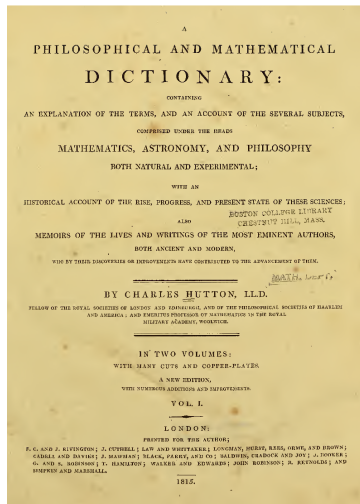 A
PHILOSOPHICAL AND MATHEMATICAL
DICTIONARY:
CONTAINING
AN EXPLANATION OF THE TERMS, AND AN ACCOUNT OF THE SEVERAL SUBJECTS,
COMPRISED UNDER THE HEADS
MATHEMATICS, ASTRONOMY, AND PHILOSOPHY
BOTH NATURAL AND EXPERIMENTAL;
WITH AN
HISTORICAL ACCOUNT OF THE RISE, PROGRESS, AND PRESENT STATE OF THESE SCIENCES;
ALSO
BOSTON COLLEGE LIBRARY
CHESTNUT HILL, MASS.
MEMOIRS OF THE LIVES AND WRITINGS OF THE MOST EMINENT AUTHORS,
BOTH ANCIENT AND MODERN,
WHO BY THEIR DISCOVERIES OR IMPROVEMENTS HAVE CONTRIBUTED TO THE ADVANCEMENT OF THEM.
MATH.
BY CHARLES HUTTON, LL.D.
FELLOW OF THE ROYAL SOCIETIES OF LONDON AND EDINBURGH, AND OF THE PHILOSOPHICAL SOCIETIES OF HAARLEM
AND AMERICA; AND EMERITUS PROFESSOR OF MATHEMATICS IN THE ROYAL
MILITARY ACADEMY, WOOLWICH.
IN TWO VOLUMES:
WITH MANY CUTS AND COPPER-PLATES.
A NEW EDITION,
WITH NUMEROUS ADDITIONS AND IMPROVEMENTS.
VOL. I.
LONDON:
PRINTED FOR THE AUTHOR;
F. C. AND J. RIVINGTON; J. CUTHELL; LAW AND WHITTAKER; LONGMAN, HURST, REES, ORME, AND BROWN;
CADELL AND DAVIES; J. MAWMAN; BLACK, PARRY, AND CO; BALDWIN, CRADOCK AND JOY; J. BOOKER;
G. AND S. ROBINSON; T. HAMILTON; WALKER AND EDWARDS; JOHN ROBINSON; B. REYNOLDS; AND
SIMPKIN AND MARSHALL.
1815.